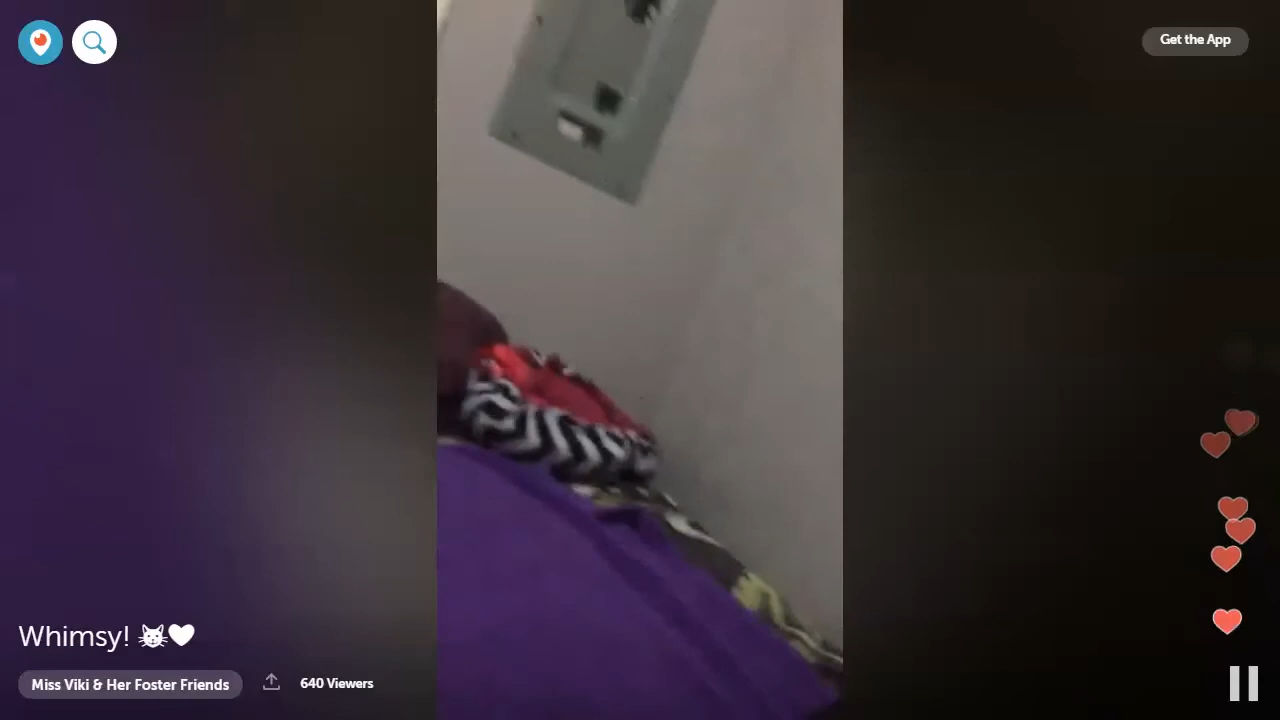 Get the App
Whimsy! 🐱🤍
Miss Viki & Her Foster Friends
640 Viewers